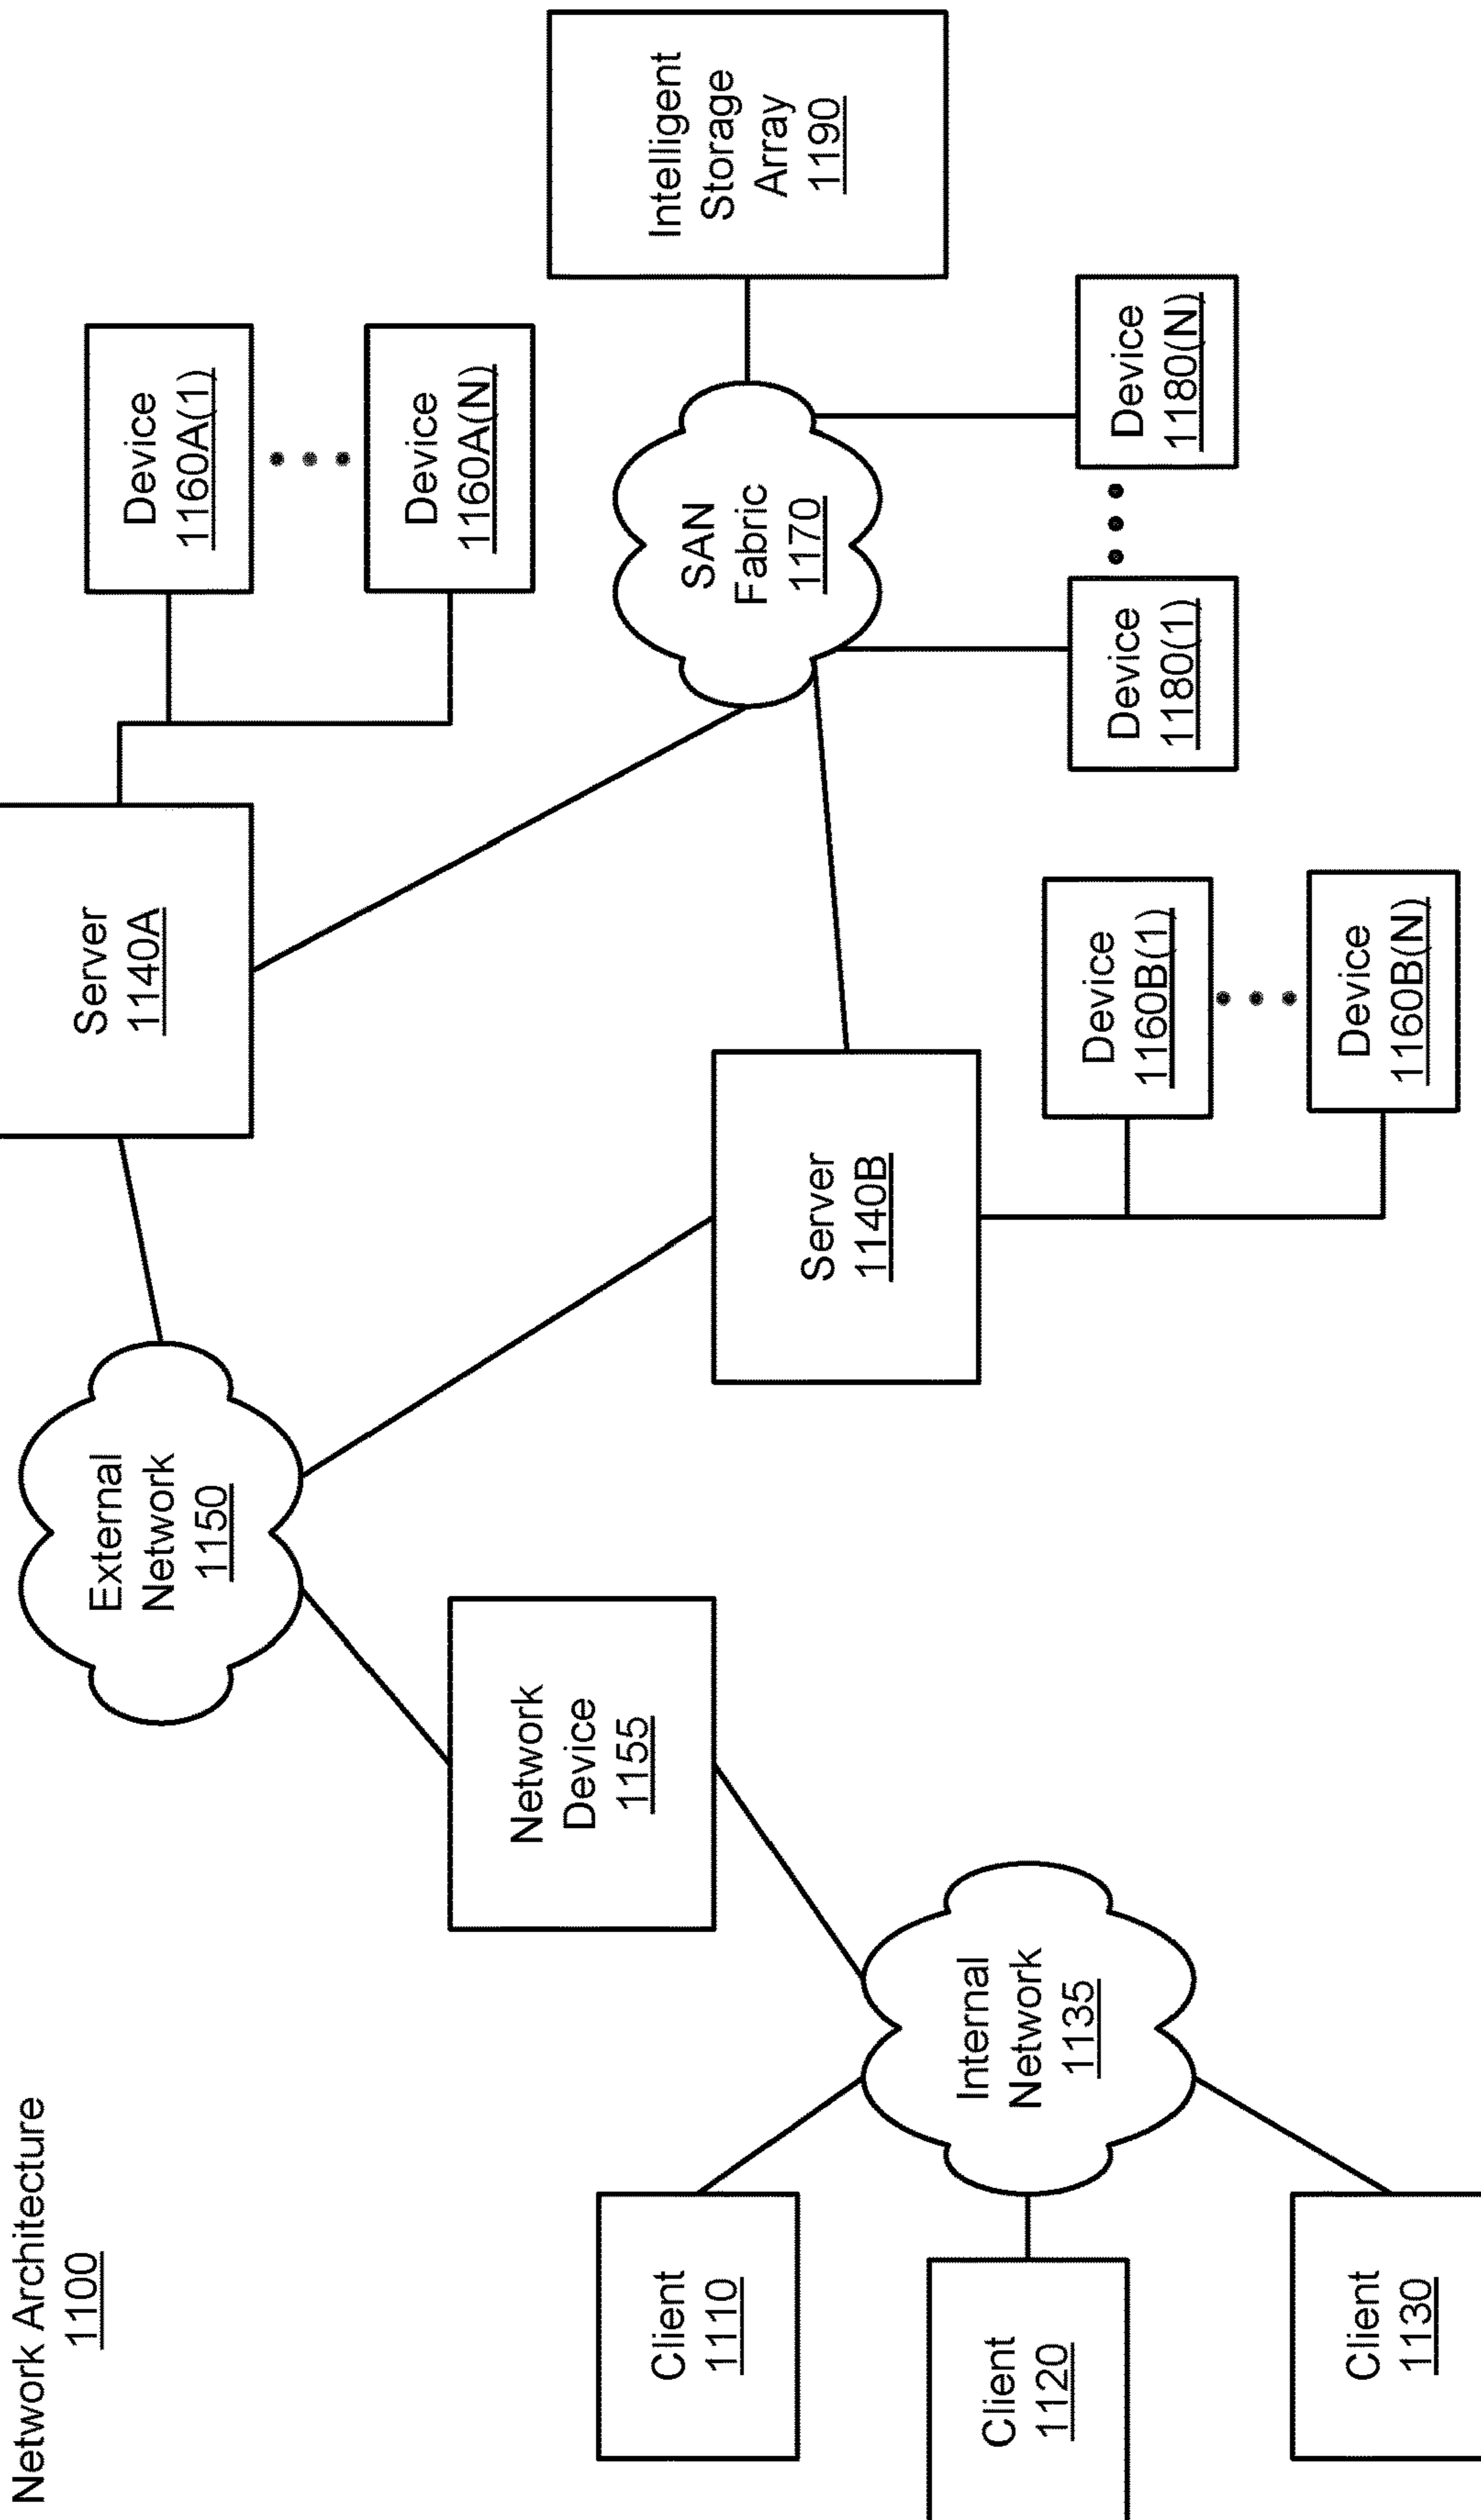 Network Architecture
1100
Client
1110
Client
1120
Client
1130
Internal
Network
1135
Network
Device
1155
External
Network
1150
Server
1140A
Server
1140B
Device
1160A(1)
Device
1160A(N)
Device
1160B(1)
Device
1160B(N)
SAN
Fabric
1170
Device
1180(1)
Device
1180(N)
Intelligent
Storage
Array
1190